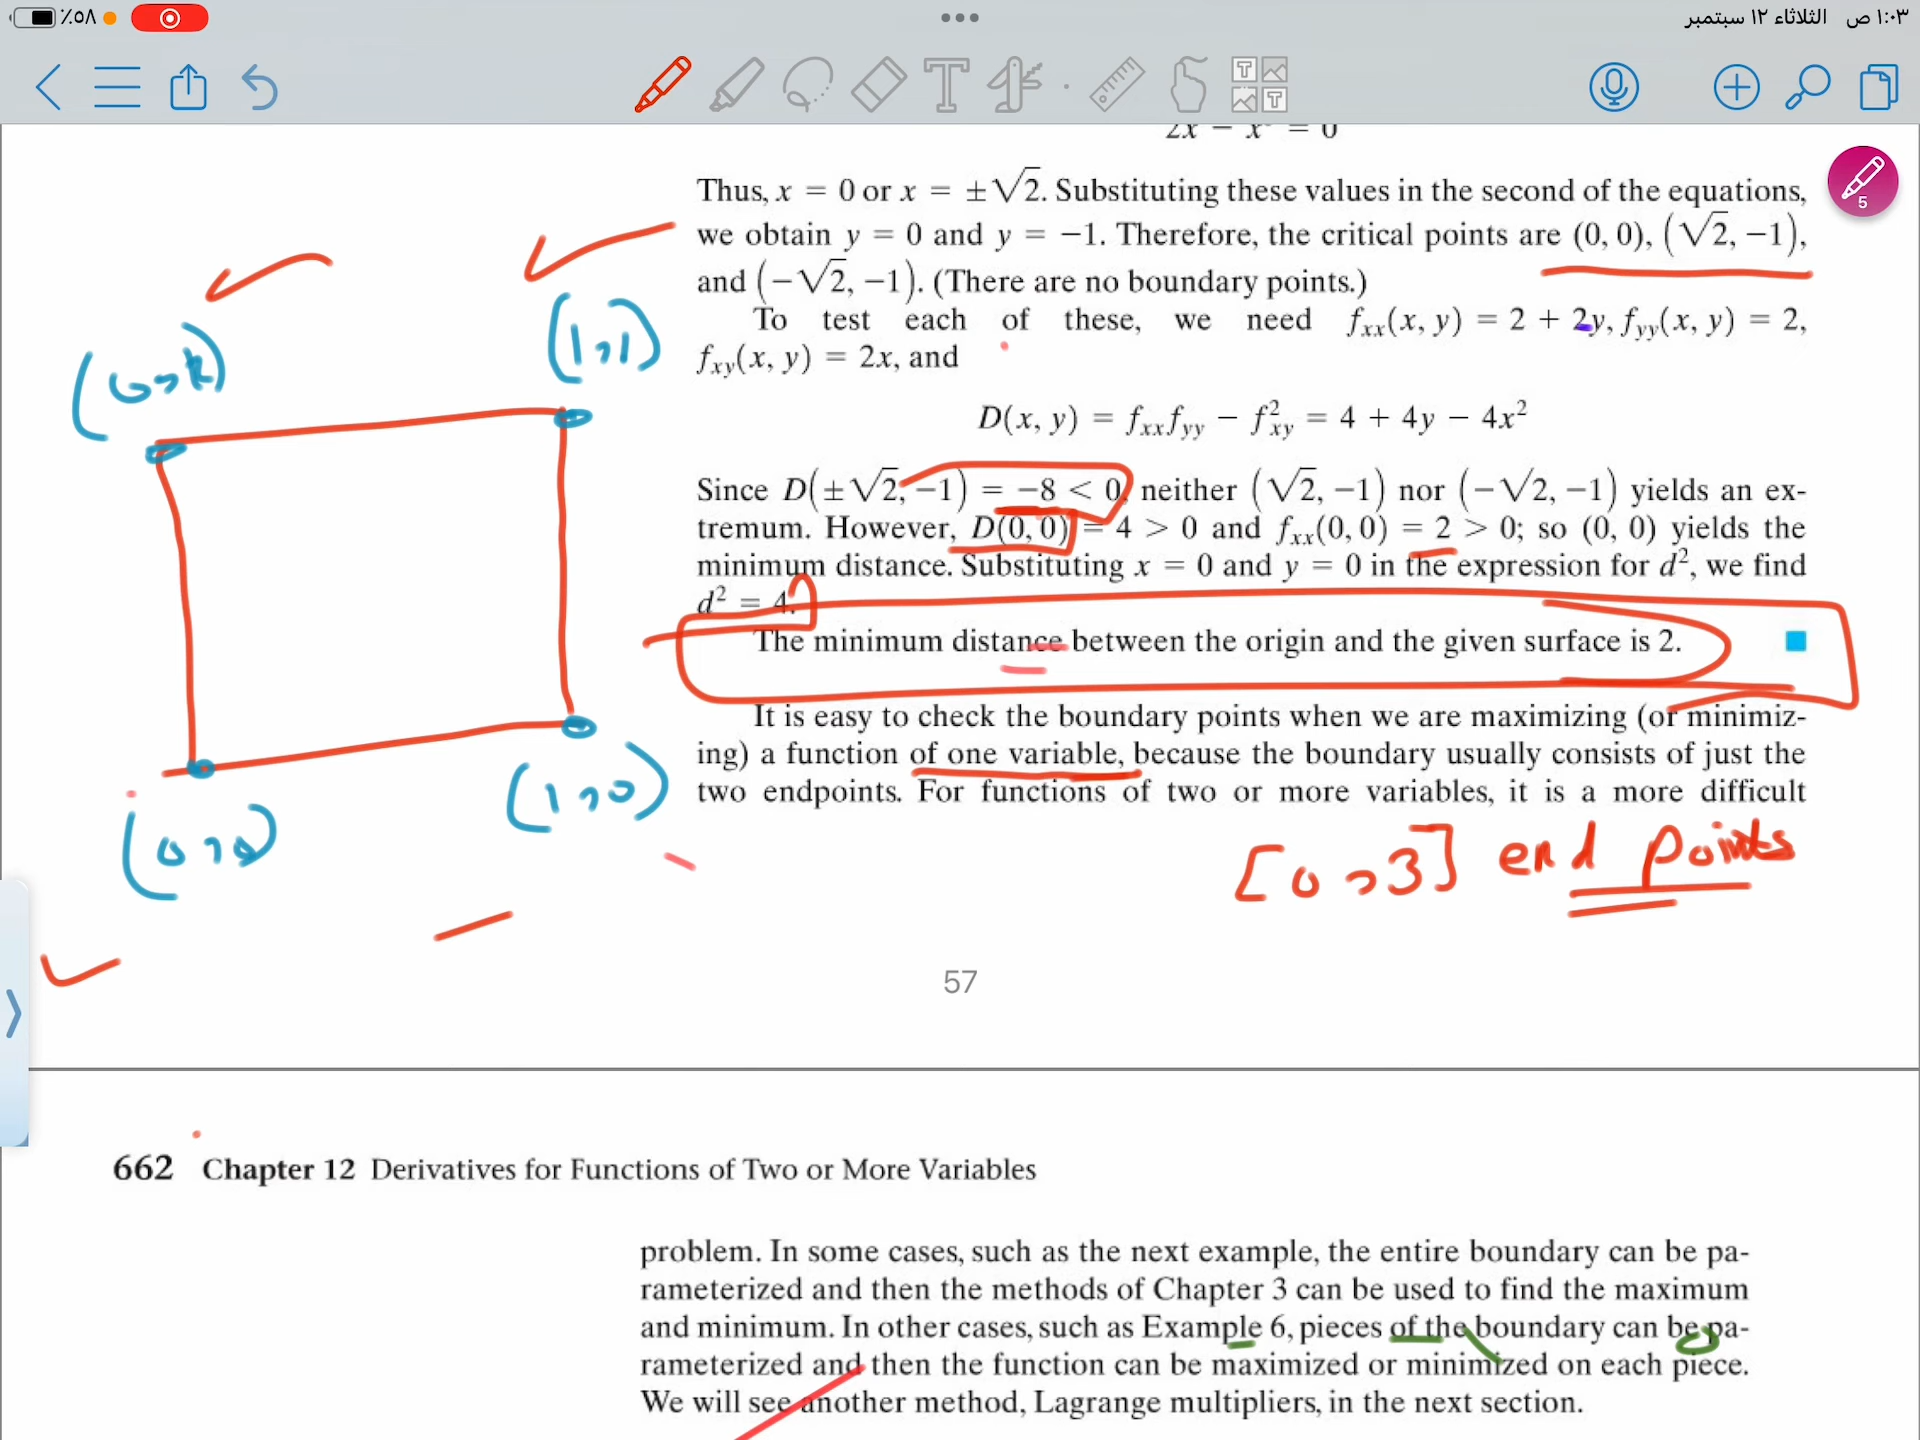 ٪٥٨
١:٠٣ ص الثلاثاء ١٢ سبتمبر
5
Thus, x = 0 or x = ±√2. Substituting these values in the second of the equations,
we obtain y = 0 and y = −1. Therefore, the critical points are (0, 0), (√2, −1),
and (−√2, −1). (There are no boundary points.)
To test each of these, we need fxx(x, y) = 2 + 2y, fyy(x, y) = 2,
fxy(x, y) = 2x, and
D(x, y) = fxxfyy − f²xy = 4 + 4y − 4x²
Since D(±√2, −1) = −8 < 0, neither (√2, −1) nor (−√2, −1) yields an ex-
tremum. However, D(0, 0) = 4 > 0 and fxx(0, 0) = 2 > 0; so (0, 0) yields the
minimum distance. Substituting x = 0 and y = 0 in the expression for d², we find
d² = 4.
The minimum distance between the origin and the given surface is 2.
It is easy to check the boundary points when we are maximizing (or minimiz-
ing) a function of one variable, because the boundary usually consists of just the
two endpoints. For functions of two or more variables, it is a more difficult
(1,1)
(1,0)
[0,3] end points
57
662 Chapter 12 Derivatives for Functions of Two or More Variables
problem. In some cases, such as the next example, the entire boundary can be pa-
rameterized and then the methods of Chapter 3 can be used to find the maximum
and minimum. In other cases, such as Example 6, pieces of the boundary can be pa-
rameterized and then the function can be maximized or minimized on each piece.
We will see another method, Lagrange multipliers, in the next section.